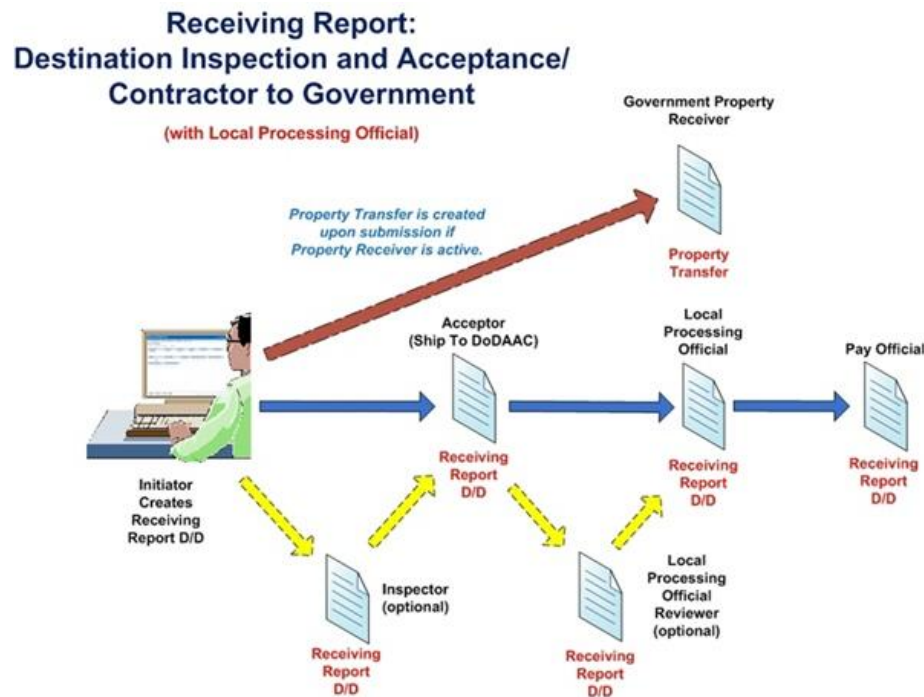 Receiving Report:
Destination Inspection and Acceptance/
Contractor to Government
(with Local Processing Official)
Government Property
Receiver
Property Transfer is created
upon submission if
Property Receiver is active.
Property
Transfer
Acceptor
(Ship To DoDAAC)
Local
Processing
Official
Pay Official
Initiator
Creates
Receiving
Report D/D
Receiving
Report
D/D
Receiving
Report
D/D
Receiving
Report
D/D
Inspector
(optional)
Receiving
Report
D/D
Local
Processing
Official
Reviewer
(optional)
Receiving
Report
D/D